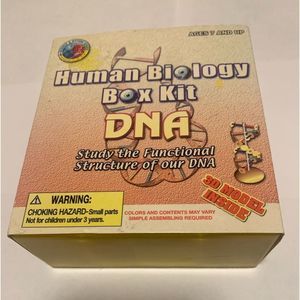 AGES 7 AND UP
Human Biology
Box Kit
DNA
Study the Functional
Structure of our DNA
3D MODEL
INSIDE
WARNING:
CHOKING HAZARD-Small parts
Not for children under 3 years.
COLORS AND CONTENTS MAY VARY
SIMPLE ASSEMBLING REQUIRED